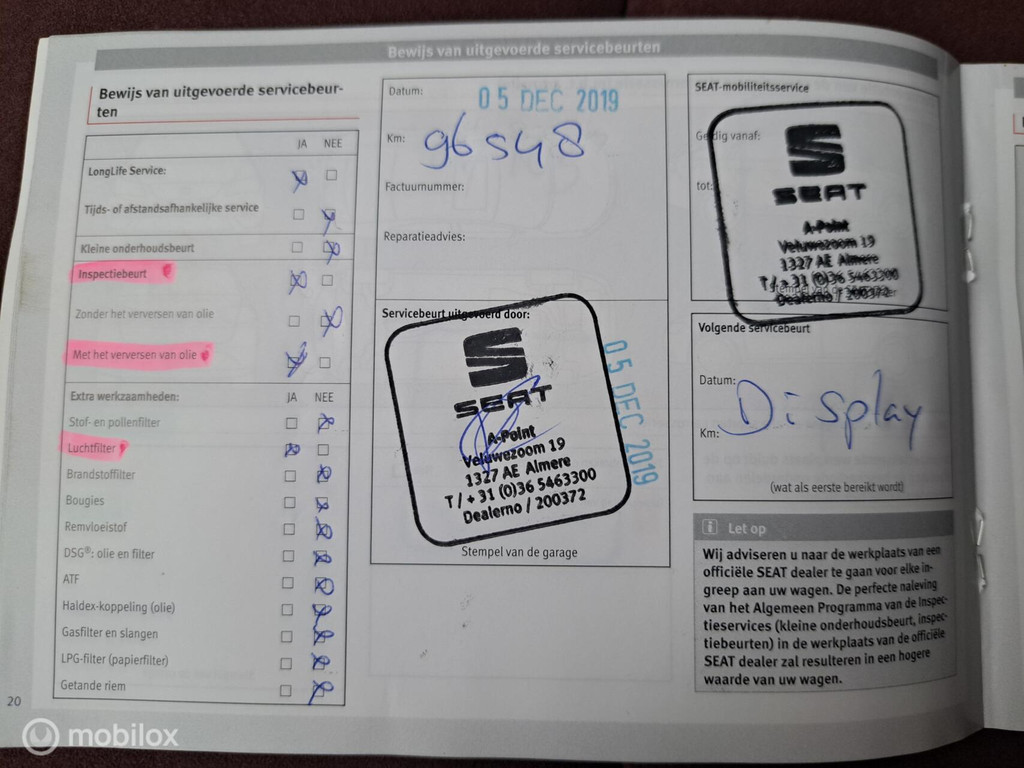 Bewijs van uitgevoerde servicebeurten
Bewijs van uitgevoerde servicebeur-
ten
JA NEE
LongLife Service:
Tijds- of afstandsafhankelijke service
Kleine onderhoudsbeurt
Inspectiebeurt
Zonder het verversen van olie
Met het verversen van olie
Extra werkzaamheden: JA NEE
Stof- en pollenfilter
Luchtfilter
Brandstoffilter
Bougies
Remvloeistof
DSG®: olie en filter
ATF
Haldex-koppeling (olie)
Gasfilter en slangen
LPG-filter (papierfilter)
Getande riem
20
Datum: 05 DEC 2019
Km: 96548
Factuurnummer:
Reparatieadvies:
Servicebeurt uitgevoerd door:
S
SEAT
A-Point
Veluwezoom 19
1327 AE Almere
T / + 31 (0)36 5463300
Dealerno / 200372
05 DEC 2019
Stempel van de garage
SEAT-mobiliteitsservice
Geldig vanaf:
tot:
S
SEAT
A-Point
Veluwezoom 19
1327 AE Almere
T / + 31 (0)36 5463300
Dealerno / 200372
Volgende servicebeurt
Datum: Display
Km:
(wat als eerste bereikt wordt)
i Let op
Wij adviseren u naar de werkplaats van een
officiële SEAT dealer te gaan voor elke in-
greep aan uw wagen. De perfecte naleving
van het Algemeen Programma van de Inspec-
tieservices (kleine onderhoudsbeurt, inspec-
tiebeurten) in de werkplaats van de officiële
SEAT dealer zal resulteren in een hogere
waarde van uw wagen.
mobilox